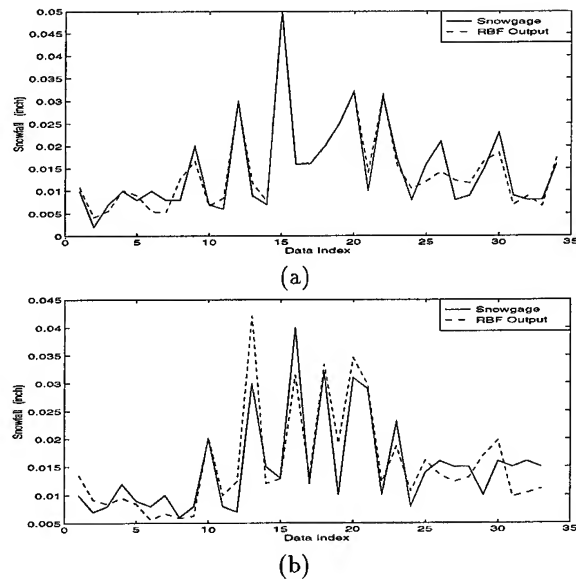 0.05
0.045
0.04
0.035
0.03
0.025
0.02
0.015
0.01
0.005
0
Snowfall (inch)
Snowgage
RBF Output
0 5 10 15 20 25 30 35
Data Index
(a)
0.045
0.04
0.035
0.03
0.025
0.02
0.015
0.01
0.005
Snowfall (inch)
Snowgage
RBF Output
0 5 10 15 20 25 30 35
Data Index
(b)